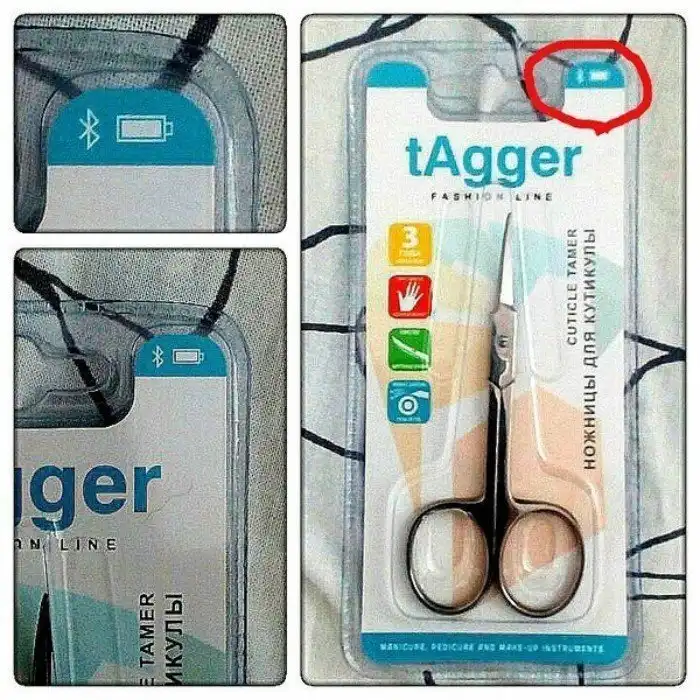 gger
N LINE
E TAMER
ТИКУЛЫ
tAgger
FASHION LINE
3
ГОДА
CUTICLE TAMER
НОЖНИЦЫ ДЛЯ КУТИКУЛЫ
MANICURE, PEDICURE AND MAKE-UP INSTRUMENTS